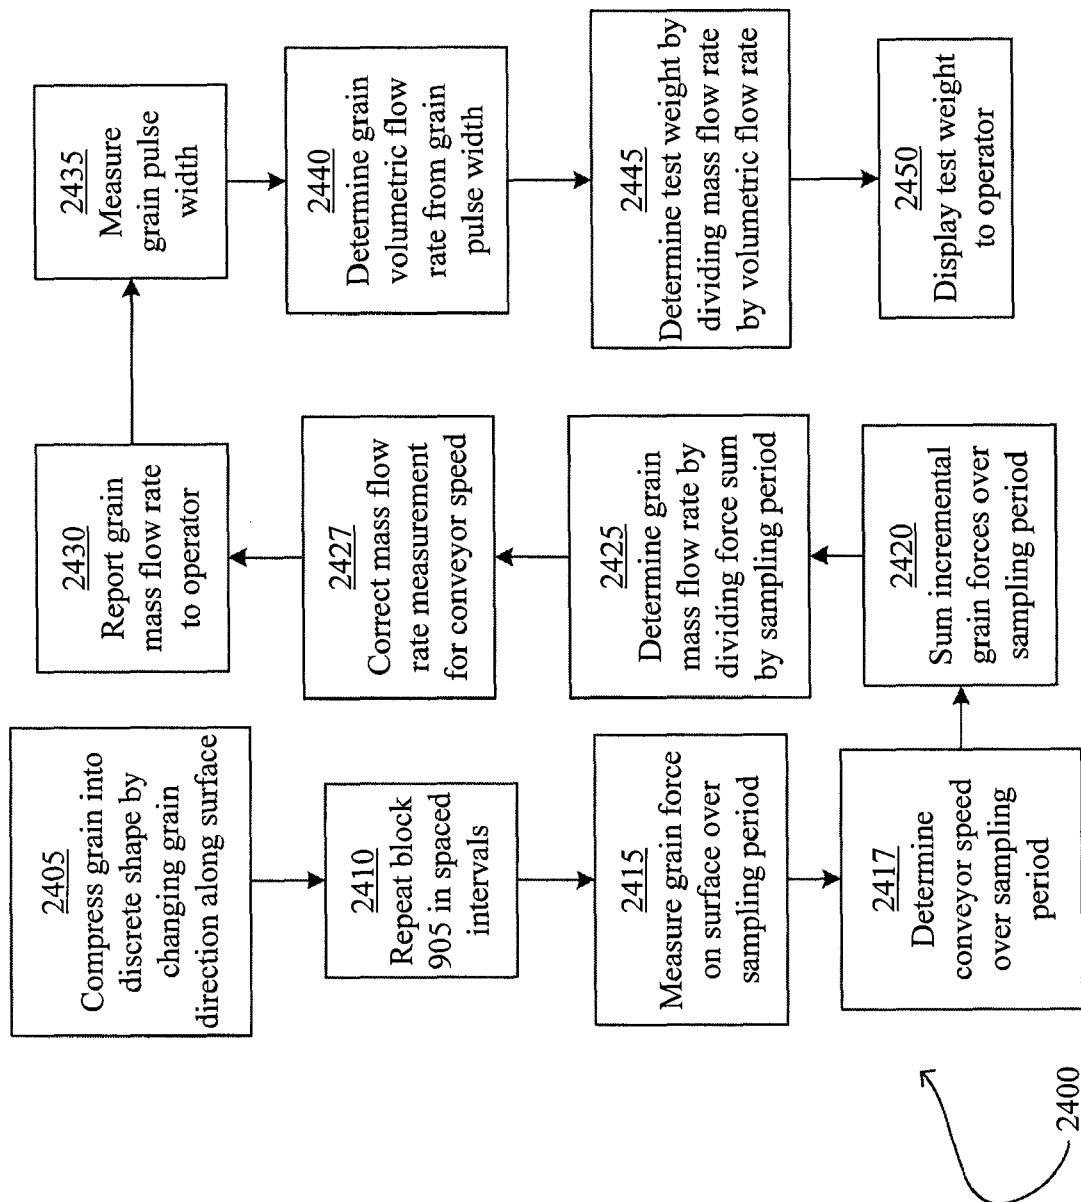 2405
Compress grain into
discrete shape by
changing grain
direction along surface
2410
Repeat block
905 in spaced
intervals
2415
Measure grain force
on surface over
sampling period
2417
Determine
conveyor speed
over sampling
period
2420
Sum incremental
grain forces over
sampling period
2425
Determine grain
mass flow rate by
dividing force sum
by sampling period
2427
Correct mass flow
rate measurement
for conveyor speed
2430
Report grain
mass flow rate
to operator
2435
Measure
grain pulse
width
2440
Determine grain
volumetric flow
rate from grain
pulse width
2445
Determine test weight by
dividing mass flow rate
by volumetric flow rate
2450
Display test weight
to operator
2400